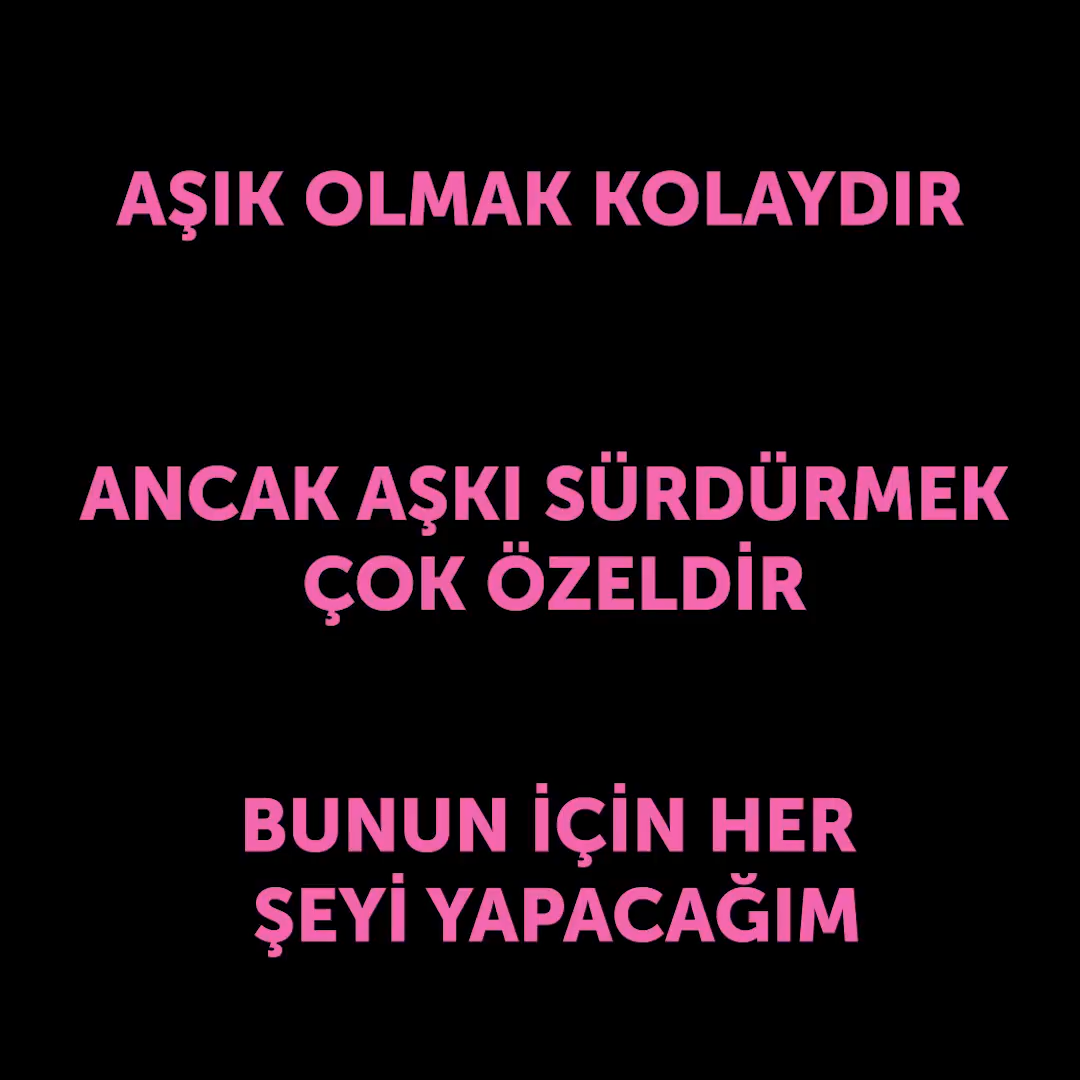 AŞIK OLMAK KOLAYDIR
ANCAK AŞKI SÜRDÜRMEK
ÇOK ÖZELDİR
BUNUN İÇİN HER
ŞEYİ YAPACAĞIM